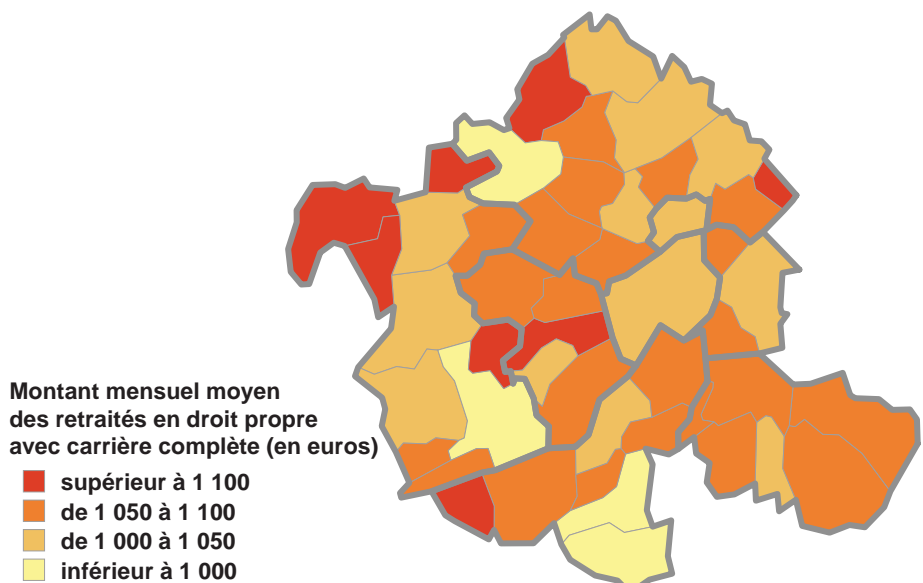 Montant mensuel moyen
des retraités en droit propre
avec carrière complète (en euros)
supérieur à 1 100
de 1 050 à 1 100
de 1 000 à 1 050
inférieur à 1 000